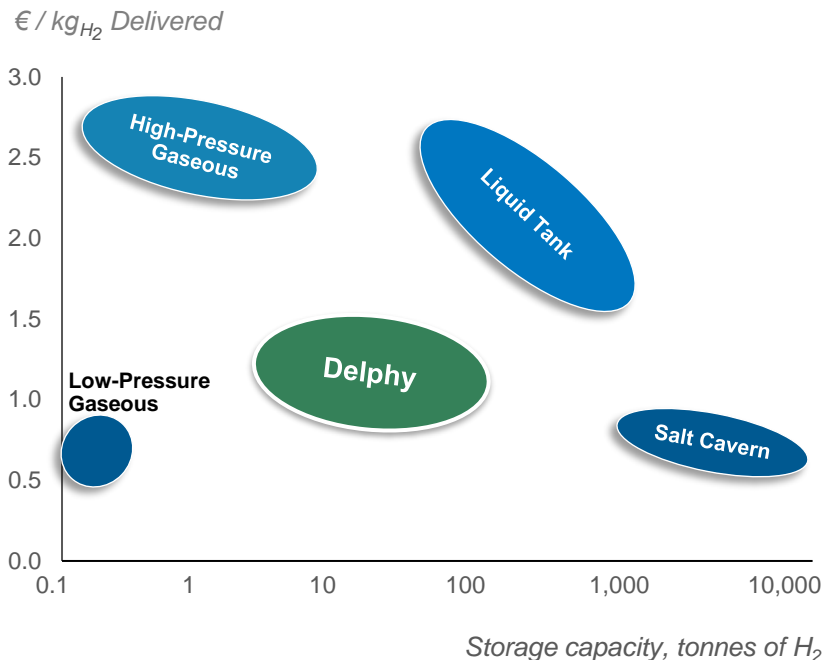 € / kgH2 Delivered
3.0
High-Pressure
Gaseous
2.5
Liquid Tank
2.0
1.5
Delphy
Low-Pressure
Gaseous
1.0
Salt Cavern
0.5
0.0
0.1 1 10 100 1,000 10,000
Storage capacity, tonnes of H2